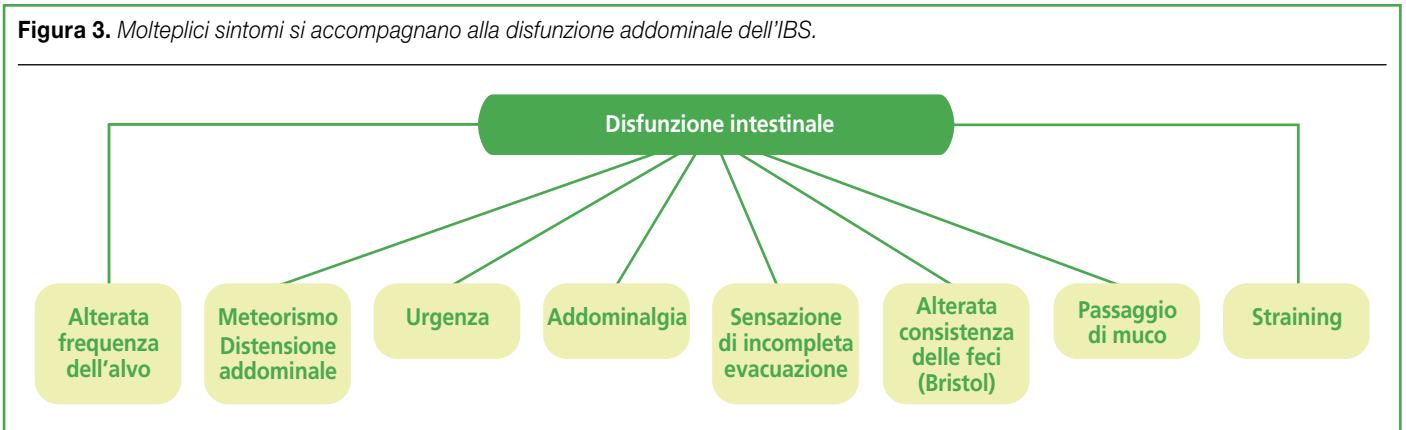 Figura 3. Molteplici sintomi si accompagnano alla disfunzione addominale dell'IBS.
Disfunzione intestinale
Alterata
frequenza
dell'alvo
Meteorismo
Distensione
addominale
Urgenza
Addominalgia
Sensazione
di incompleta
evacuazione
Alterata
consistenza
delle feci
(Bristol)
Passaggio
di muco
Straining